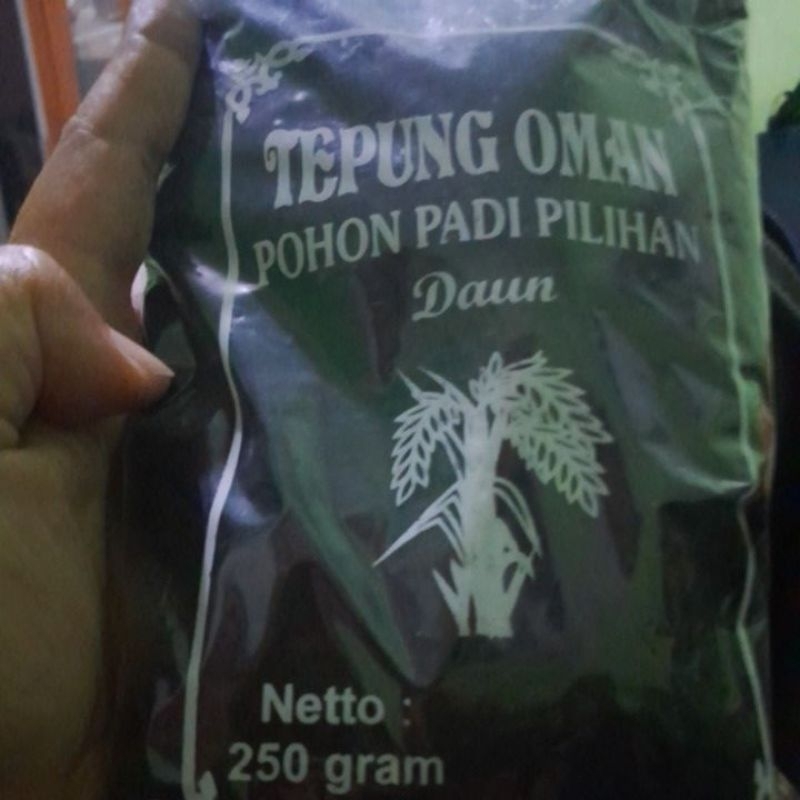 TEPUNG OMAN
POHON PADI PILIHAN
Daun
Netto :
250 gram